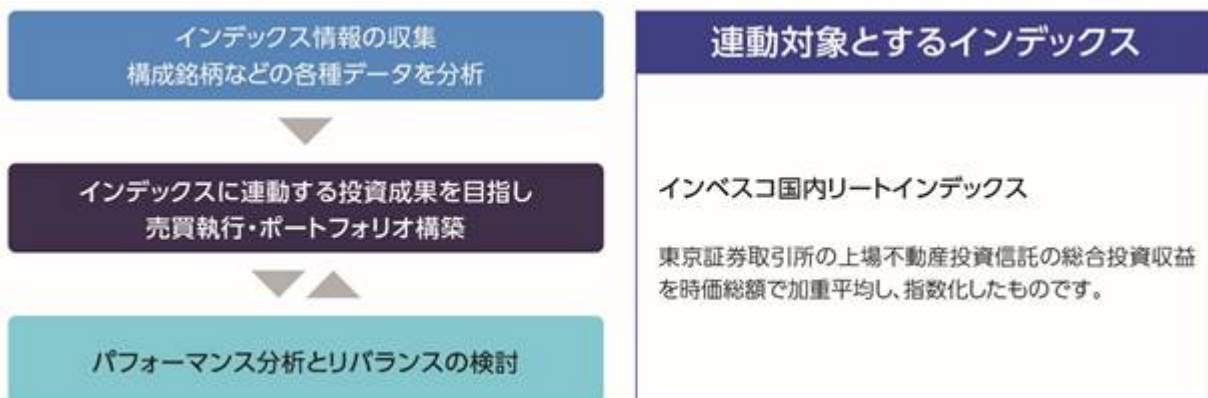 インデックス情報の収集
構成銘柄などの各種データを分析
インデックスに連動する投資成果を目指し
売買執行・ポートフォリオ構築
パフォーマンス分析とリバランスの検討
連動対象とするインデックス
インベスコ国内リートインデックス
東京証券取引所の上場不動産投資信託の総合投資収益
を時価総額で加重平均し、指数化したものです。